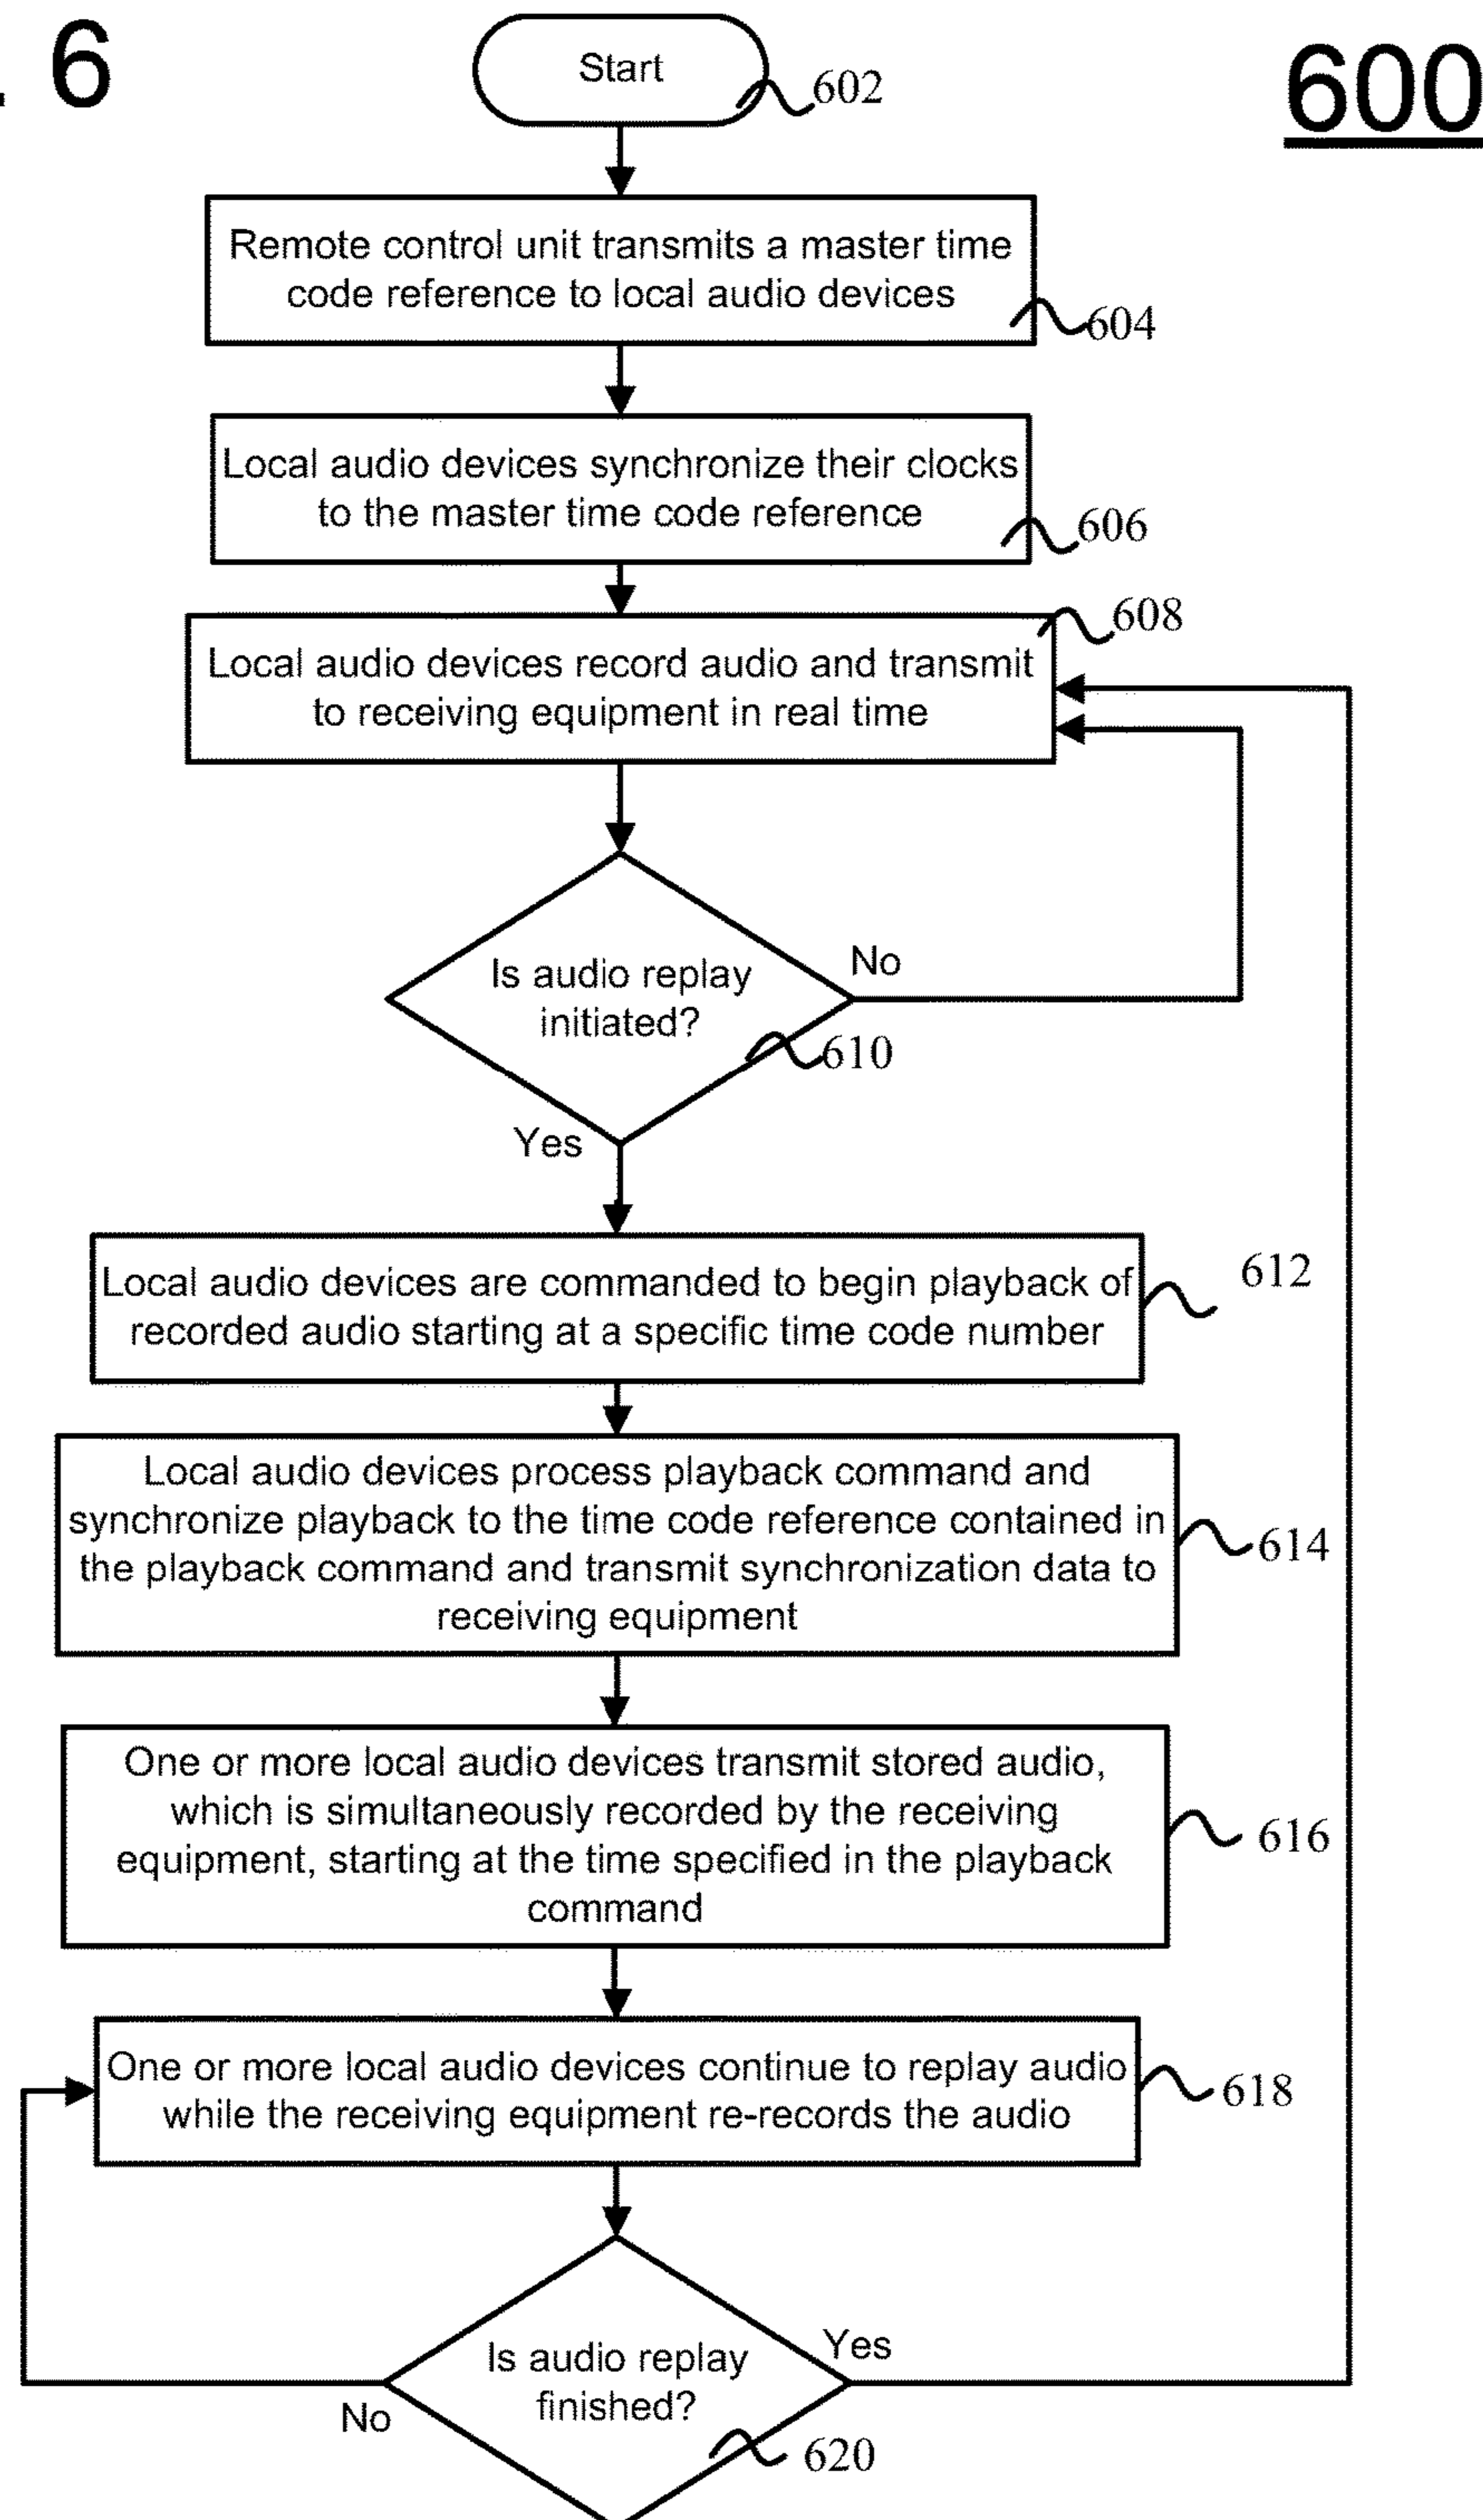 . 6
600
Start
602
Remote control unit transmits a master time
code reference to local audio devices
604
Local audio devices synchronize their clocks
to the master time code reference
606
608
Local audio devices record audio and transmit
to receiving equipment in real time
No
Is audio replay
initiated?
610
Yes
612
Local audio devices are commanded to begin playback of
recorded audio starting at a specific time code number
Local audio devices process playback command and
synchronize playback to the time code reference contained in
the playback command and transmit synchronization data to
receiving equipment
614
One or more local audio devices transmit stored audio,
which is simultaneously recorded by the receiving
equipment, starting at the time specified in the playback
command
616
One or more local audio devices continue to replay audio
while the receiving equipment re-records the audio
618
Yes
Is audio replay
finished?
No
620